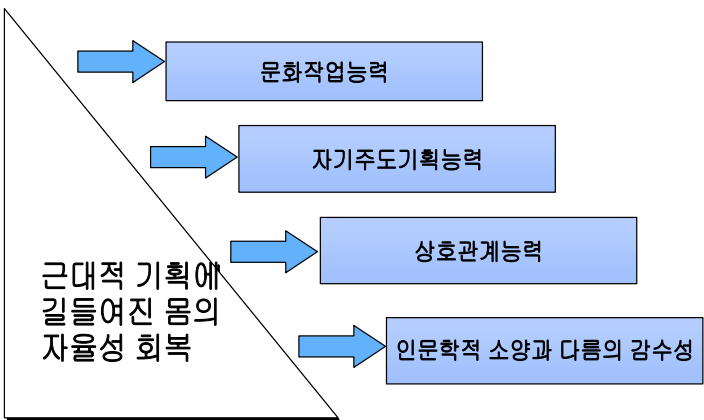 문화작업능력
자기주도기획능력
상호관계능력
근대적 기획에
길들여진 몸의
자율성 회복
인문학적 소양과 다름의 감수성